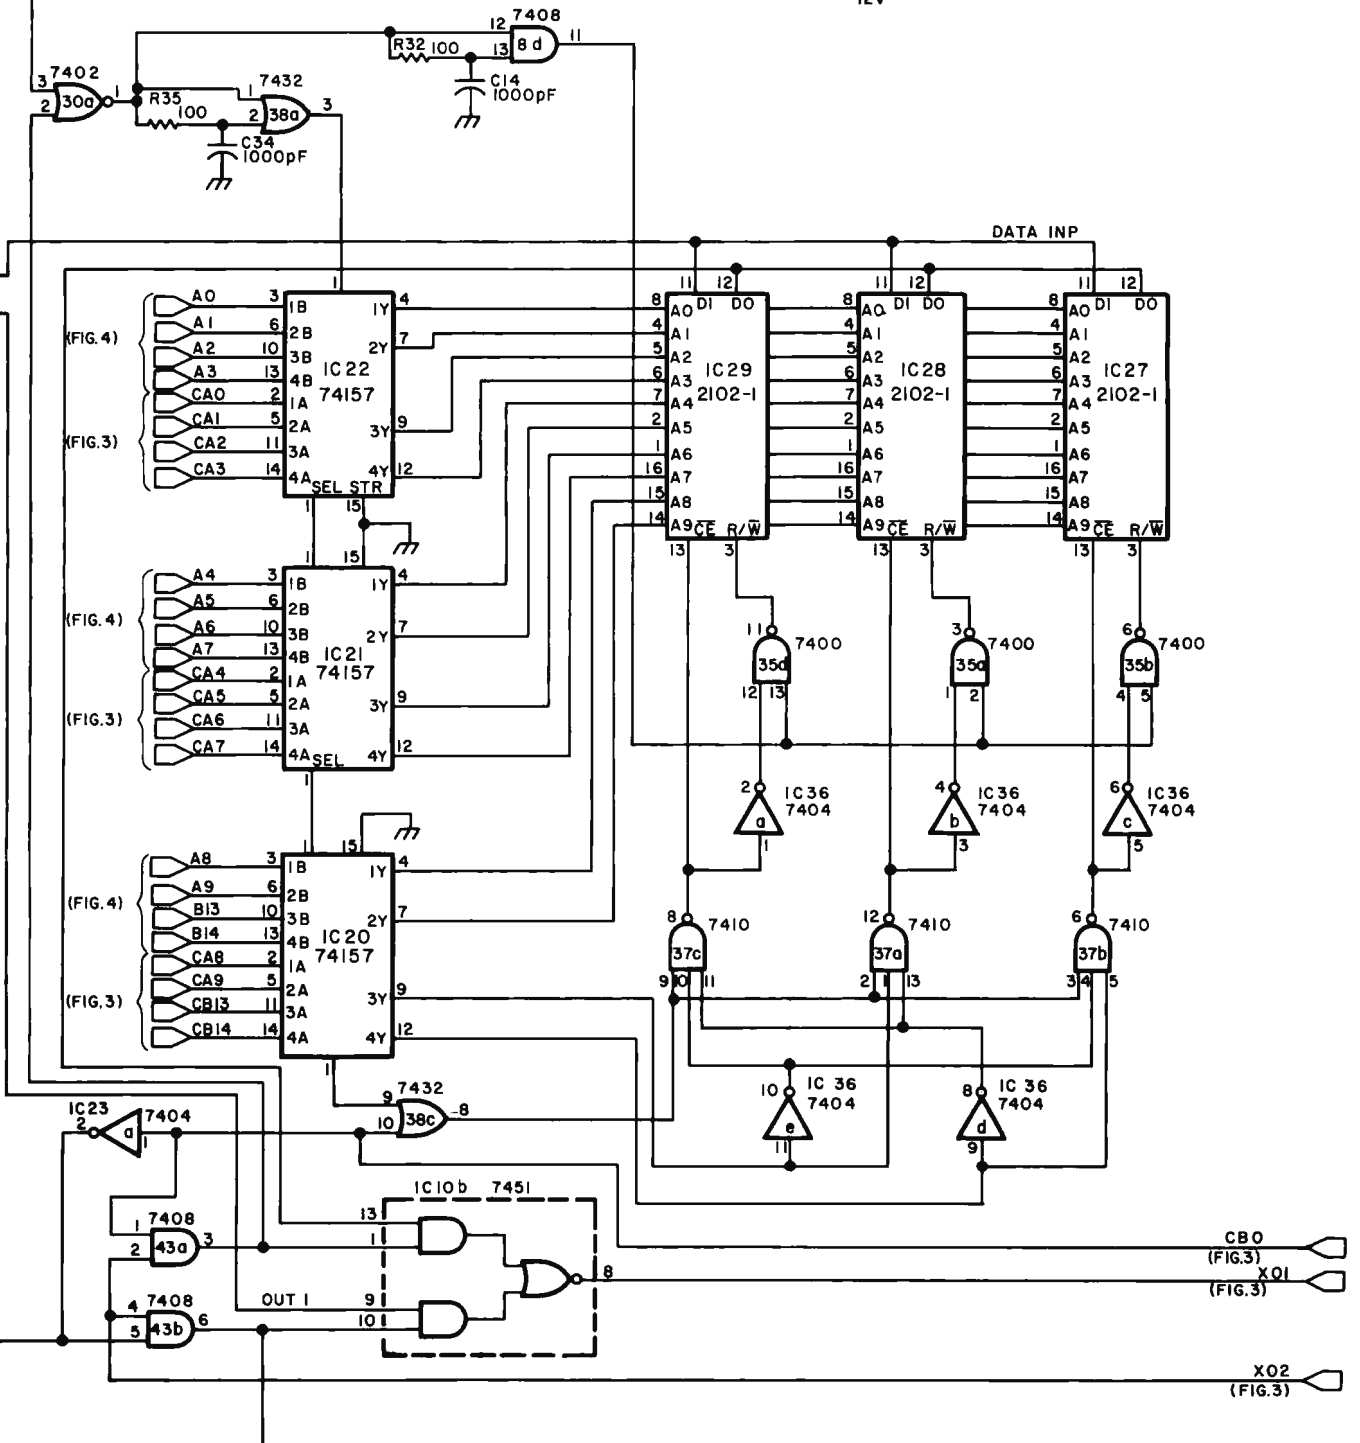 12V
7408
12
8d
11
R32 100
13
C14
1000pF
7402
3
30a
1
2
7432
1
R35
100
2
38a
3
C34
1000pF
DATA INP
1
A0 3 1B
A1 6 2B
(FIG. 4)
A2 10 3B
A3 13 4B
CA0 2 1A
CA1 5 2A
(FIG.3)
CA2 11 3A
CA3 14 4A
IC22
74157
1Y 4
2Y 7
3Y 9
4Y 12
SEL STR
1 15
11 12
DI DO
8 A0
4 A1
5 A2
6 A3
7 A4
2 A5
1 A6
16 A7
15 A8
14 A9
IC29
2102-1
CE R/W
13 3
11 12
DI DO
8 A0
4 A1
5 A2
6 A3
7 A4
2 A5
1 A6
16 A7
15 A8
14 A9
IC28
2102-1
CE R/W
13 3
11 12
DI DO
8 A0
4 A1
5 A2
6 A3
7 A4
2 A5
1 A6
16 A7
15 A8
14 A9
IC27
2102-1
CE R/W
13 3
1 15
A4 3 1B
A5 6 2B
(FIG. 4)
A6 10 3B
A7 13 4B
CA4 2 1A
CA5 5 2A
(FIG.3)
CA6 11 3A
CA7 14 4A
IC21
74157
1Y 4
2Y 7
3Y 9
4Y 12
SEL
1
11 7400
35d
12 13
3 7400
35a
1 2
6 7400
35b
4 5
2 IC36
7404
a
1
4 IC36
7404
b
3
6 IC36
7404
c
5
1 15
A8 3 1B
A9 6 2B
(FIG. 4)
B13 10 3B
B14 13 4B
CA8 2 1A
CA9 5 2A
(FIG.3)
CB13 11 3A
CB14 14 4A
IC20
74157
1Y 4
2Y 7
3Y 9
4Y 12
1
8 7410
37c
9 10 11
12 7410
37a
2 1 13
6 7410
37b
3 4 5
10 IC 36
7404
e
11
8 IC 36
7404
d
9
7432
9
38c
8
10
IC23
7404
2
a
1
7408
1
43a
3
2
7408
4
43b
6
5
IC10b 7451
13
1
OUT 1 9
10
8
CB0
(FIG.3)
X01
(FIG.3)
X02
(FIG.3)